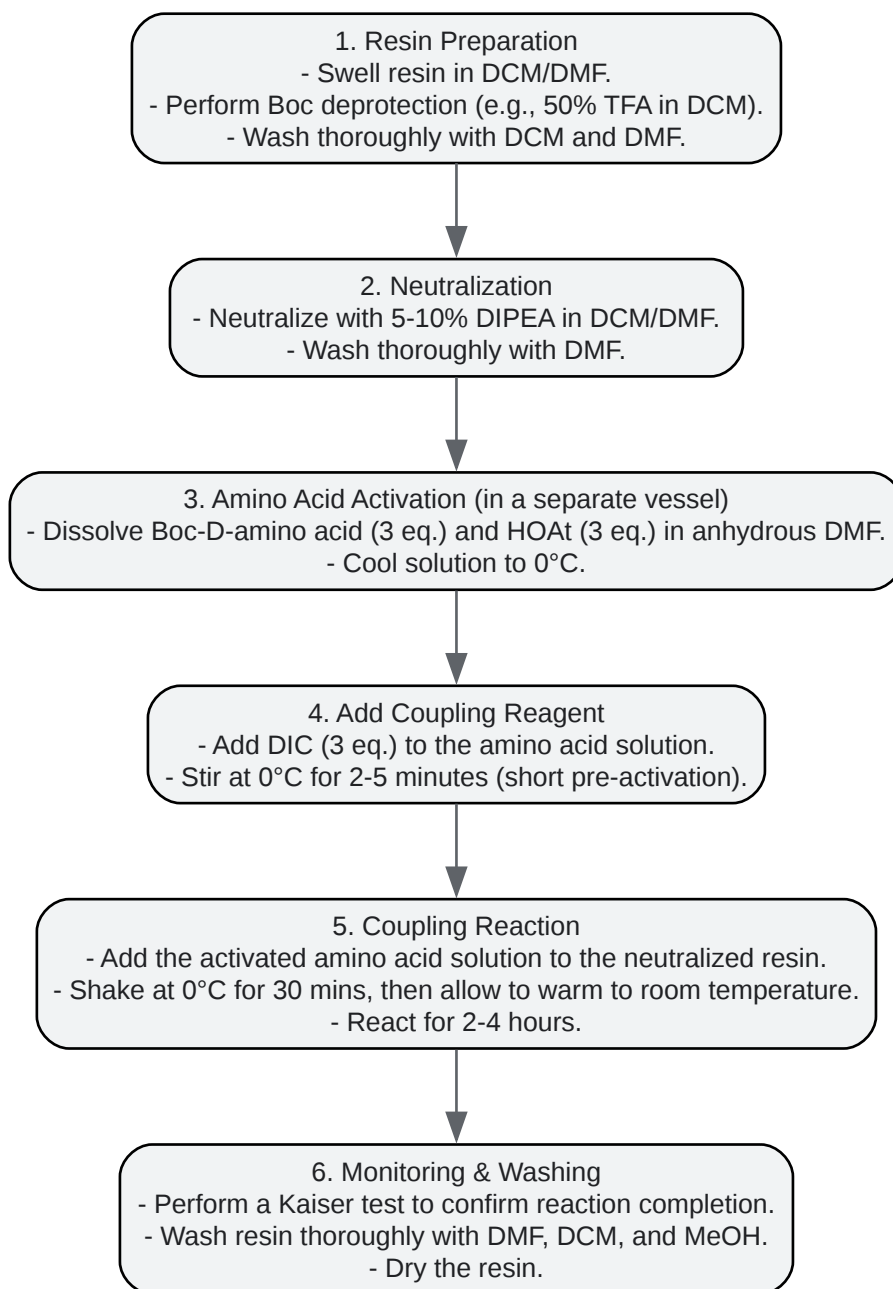 1. Resin Preparation
- Swell resin in DCM/DMF.
- Perform Boc deprotection (e.g., 50% TFA in DCM).
- Wash thoroughly with DCM and DMF.
2. Neutralization
- Neutralize with 5-10% DIPEA in DCM/DMF.
- Wash thoroughly with DMF.
3. Amino Acid Activation (in a separate vessel)
- Dissolve Boc-D-amino acid (3 eq.) and HOAt (3 eq.) in anhydrous DMF.
- Cool solution to 0°C.
4. Add Coupling Reagent
- Add DIC (3 eq.) to the amino acid solution.
- Stir at 0°C for 2-5 minutes (short pre-activation).
5. Coupling Reaction
- Add the activated amino acid solution to the neutralized resin.
- Shake at 0°C for 30 mins, then allow to warm to room temperature.
- React for 2-4 hours.
6. Monitoring & Washing
- Perform a Kaiser test to confirm reaction completion.
- Wash resin thoroughly with DMF, DCM, and MeOH.
- Dry the resin.